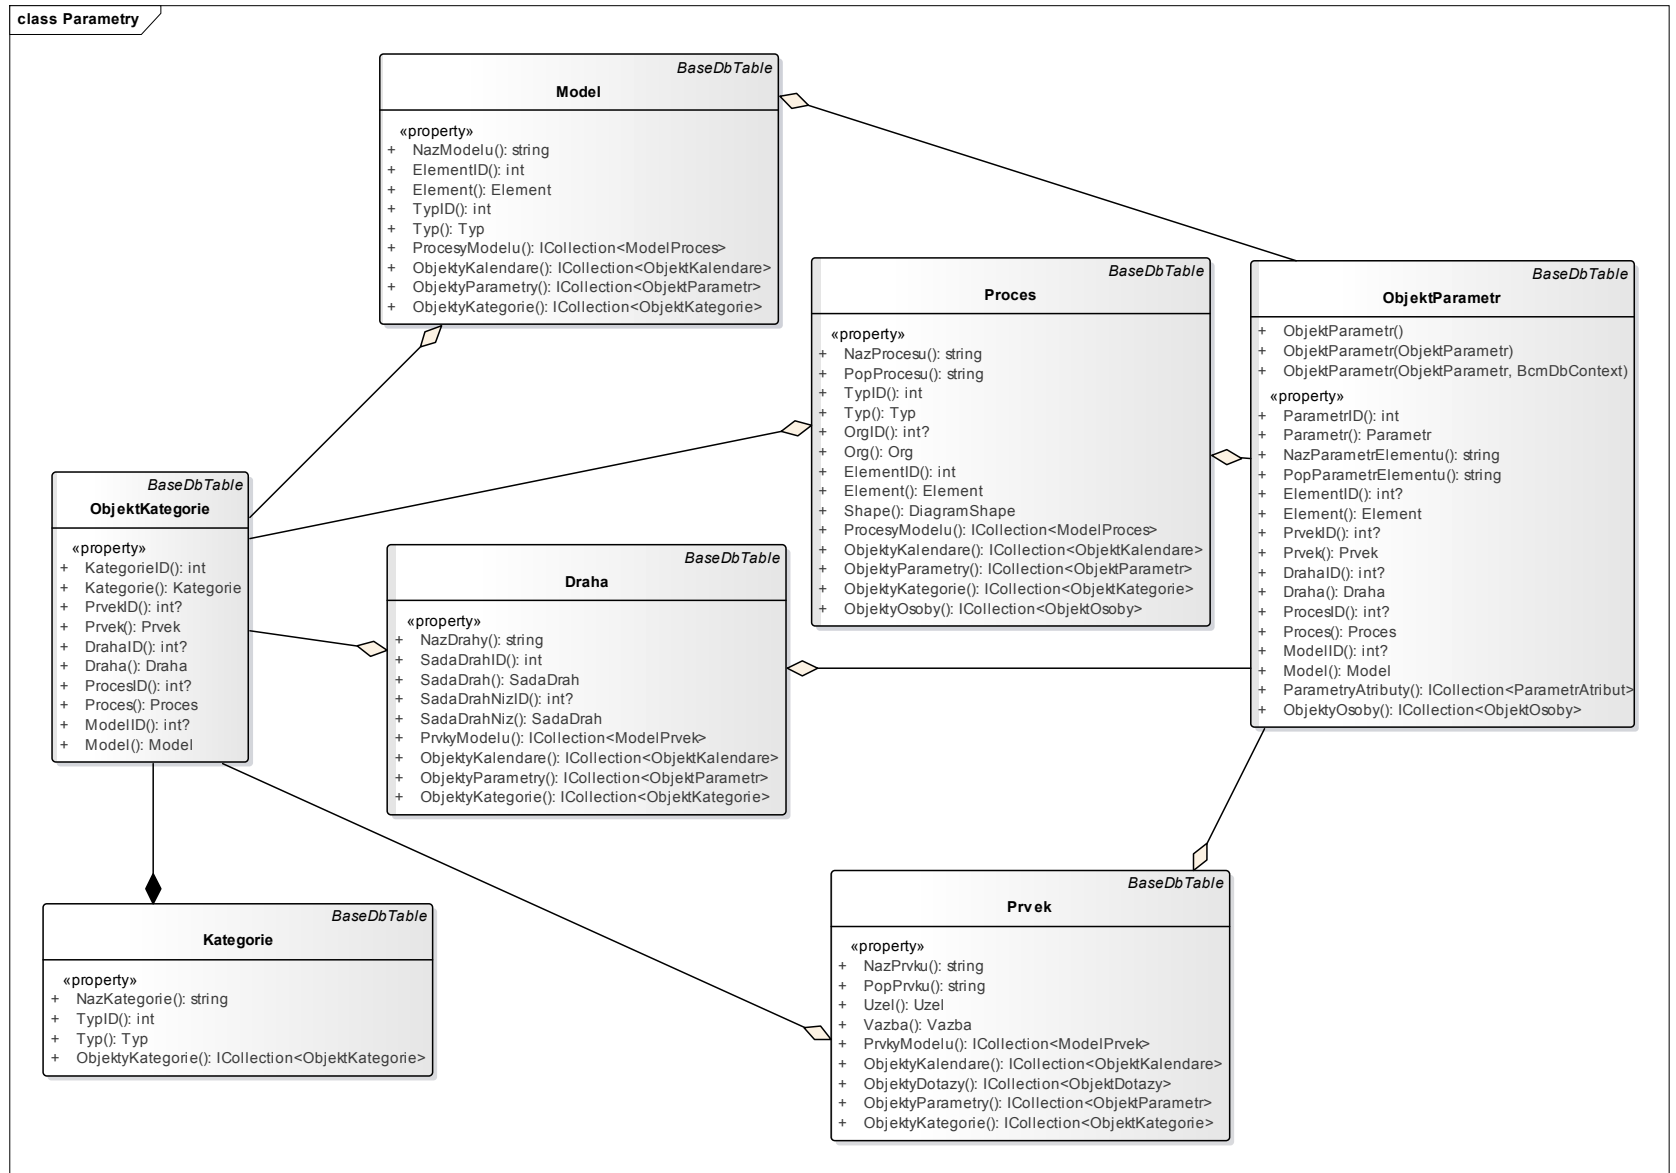 class Parametry
BaseDbTable
Model
«property»
+ NazModelu(): string
+ ElementID(): int
+ Element(): Element
+ TypID(): int
+ Typ(): Typ
+ ProcesyModelu(): ICollection<ModelProces>
+ ObjektyKalendare(): ICollection<ObjektKalendare>
+ ObjektyParametry(): ICollection<ObjektParametr>
+ ObjektyKategorie(): ICollection<ObjektKategorie>
BaseDbTable
Proces
«property»
+ NazProcesu(): string
+ PopProcesu(): string
+ TypID(): int
+ Typ(): Typ
+ OrgID(): int?
+ Org(): Org
+ ElementID(): int
+ Element(): Element
+ Shape(): DiagramShape
+ ProcesyModelu(): ICollection<ModelProces>
+ ObjektyKalendare(): ICollection<ObjektKalendare>
+ ObjektyParametry(): ICollection<ObjektParametr>
+ ObjektyKategorie(): ICollection<ObjektKategorie>
+ ObjektyOsoby(): ICollection<ObjektOsoby>
BaseDbTable
ObjektParametr
+ ObjektParametr()
+ ObjektParametr(ObjektParametr)
+ ObjektParametr(ObjektParametr, BcmDbContext)
«property»
+ ParametrID(): int
+ Parametr(): Parametr
+ NazParametrElementu(): string
+ PopParametrElementu(): string
+ ElementID(): int?
+ Element(): Element
+ PrvekID(): int?
+ Prvek(): Prvek
+ DrahaID(): int?
+ Draha(): Draha
+ ProcesID(): int?
+ Proces(): Proces
+ ModelID(): int?
+ Model(): Model
+ ParametryAtributy(): ICollection<ParametrAtribut>
+ ObjektyOsoby(): ICollection<ObjektOsoby>
BaseDbTable
ObjektKategorie
«property»
+ KategorieID(): int
+ Kategorie(): Kategorie
+ PrvekID(): int?
+ Prvek(): Prvek
+ DrahaID(): int?
+ Draha(): Draha
+ ProcesID(): int?
+ Proces(): Proces
+ ModelID(): int?
+ Model(): Model
BaseDbTable
Draha
«property»
+ NazDrahy(): string
+ SadaDrahID(): int
+ SadaDrah(): SadaDrah
+ SadaDrahNizID(): int?
+ SadaDrahNiz(): SadaDrah
+ PrvkyModelu(): ICollection<ModelPrvek>
+ ObjektyKalendare(): ICollection<ObjektKalendare>
+ ObjektyParametry(): ICollection<ObjektParametr>
+ ObjektyKategorie(): ICollection<ObjektKategorie>
BaseDbTable
Kategorie
«property»
+ NazKategorie(): string
+ TypID(): int
+ Typ(): Typ
+ ObjektyKategorie(): ICollection<ObjektKategorie>
BaseDbTable
Prvek
«property»
+ NazPrvku(): string
+ PopPrvku(): string
+ Uzel(): Uzel
+ Vazba(): Vazba
+ PrvkyModelu(): ICollection<ModelPrvek>
+ ObjektyKalendare(): ICollection<ObjektKalendare>
+ ObjektyDotazy(): ICollection<ObjektDotazy>
+ ObjektyParametry(): ICollection<ObjektParametr>
+ ObjektyKategorie(): ICollection<ObjektKategorie>